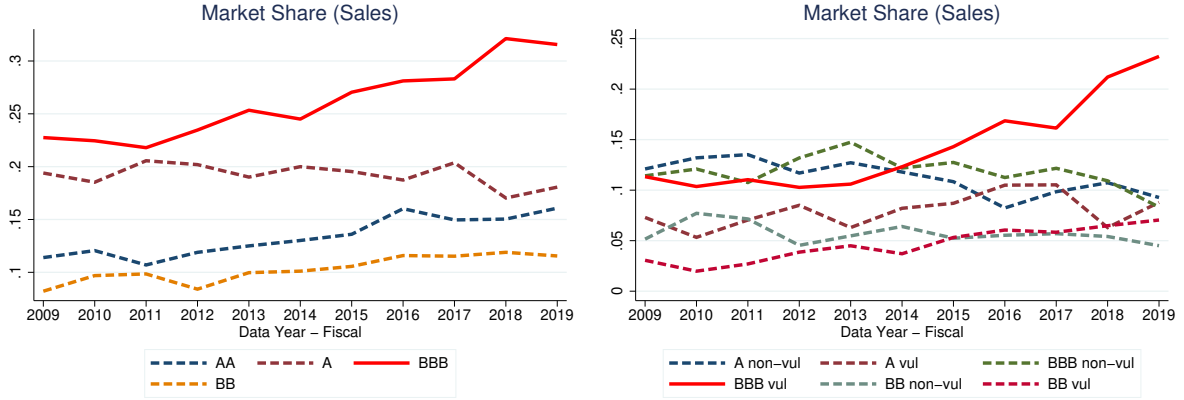 Market Share (Sales)
.3
.25
.2
.15
.1
2009 2010 2011 2012 2013 2014 2015 2016 2017 2018 2019
Data Year – Fiscal
AA A BBB
BB
Market Share (Sales)
.25
.2
.15
.1
.05
0
2009 2010 2011 2012 2013 2014 2015 2016 2017 2018 2019
Data Year – Fiscal
A non–vul A vul BBB non–vul
BBB vul BB non–vul BB vul